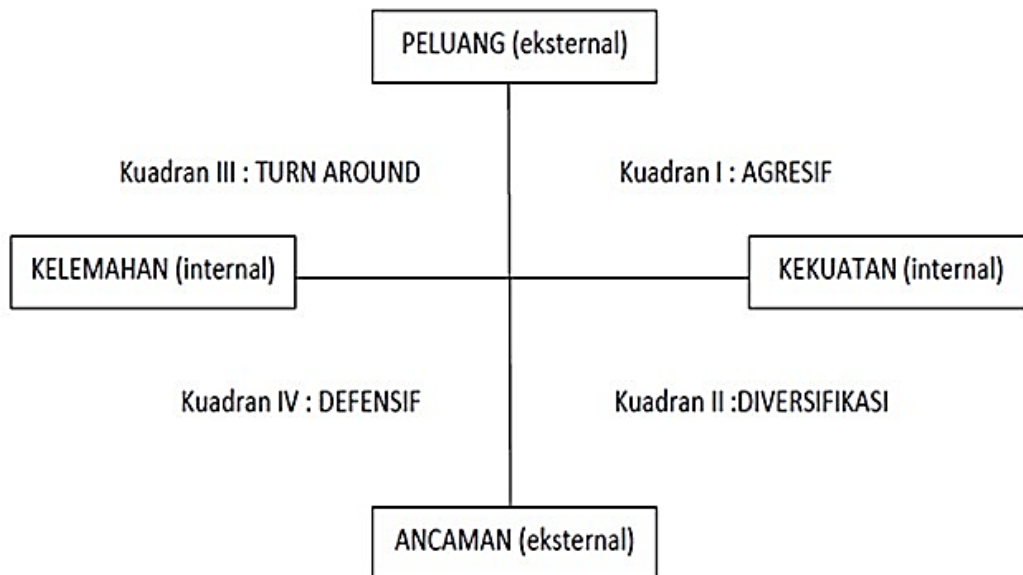 PELUANG (eksternal)
Kuadran III : TURN AROUND
Kuadran I : AGRESIF
KELEMAHAN (internal)
KEKUATAN (internal)
Kuadran IV : DEFENSIF
Kuadran II :DIVERSIFIKASI
ANCAMAN (eksternal)